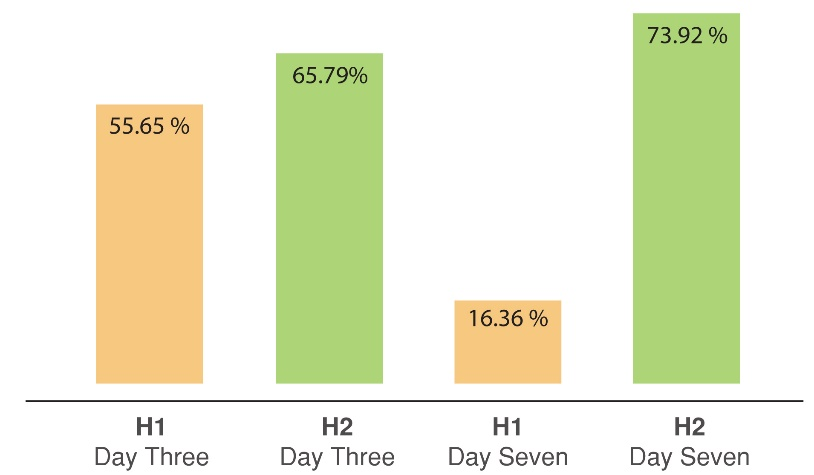 73.92 %
65.79%
55.65 %
16.36 %
H1 H2 H1 H2
Day Three Day Three Day Seven Day Seven